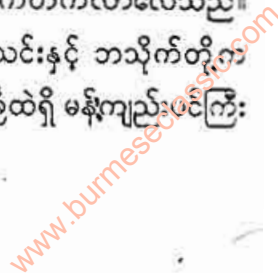 သင်းနှင့် ဘသိုက်တို့က
ထဲရှိ မန်ကျည်းပင်ကြီး
www.burmeseclassic.com